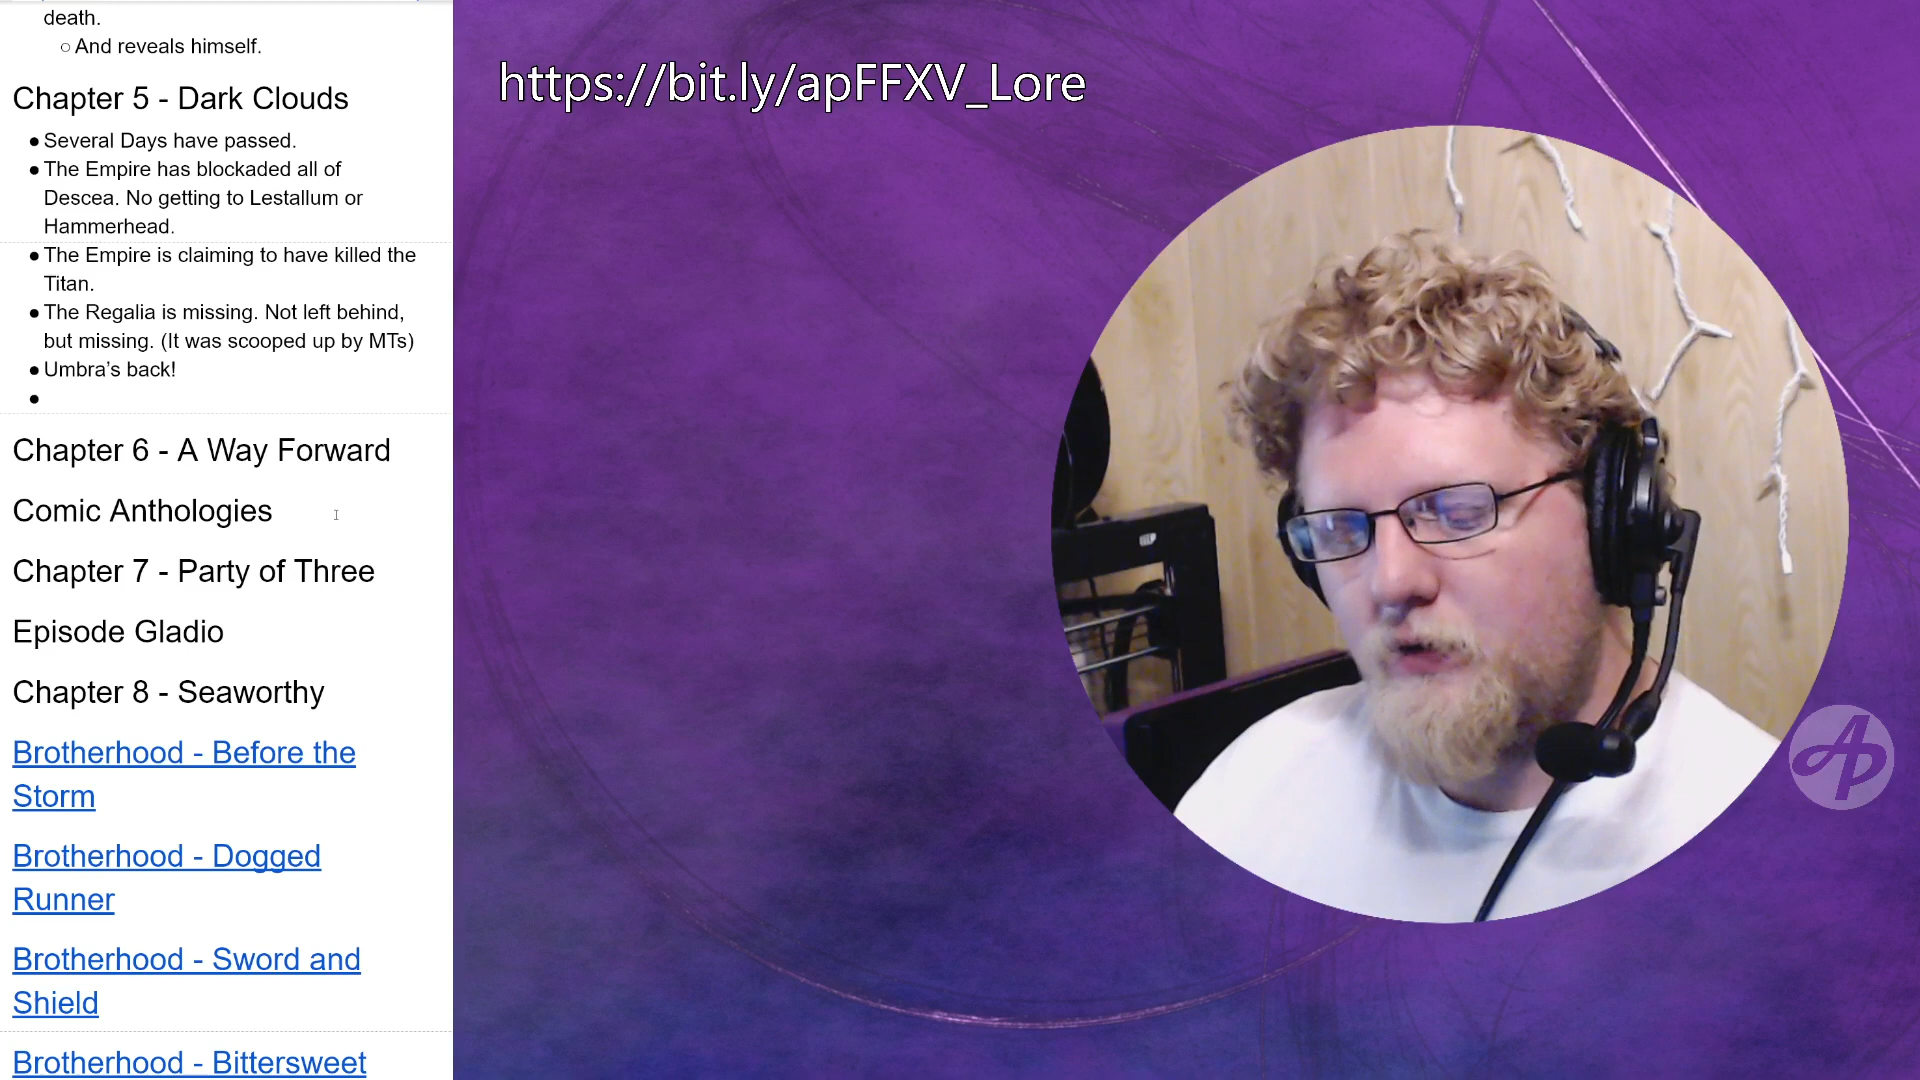 death.
○ And reveals himself.
Chapter 5 - Dark Clouds
● Several Days have passed.
● The Empire has blockaded all of
Descea. No getting to Lestallum or
Hammerhead.
● The Empire is claiming to have killed the
Titan.
● The Regalia is missing. Not left behind,
but missing. (It was scooped up by MTs)
● Umbra's back!
●
Chapter 6 - A Way Forward
Comic Anthologies
Chapter 7 - Party of Three
Episode Gladio
Chapter 8 - Seaworthy
Brotherhood - Before the
Storm
Brotherhood - Dogged
Runner
Brotherhood - Sword and
Shield
Brotherhood - Bittersweet
https://bit.ly/apFFXV_Lore
AP